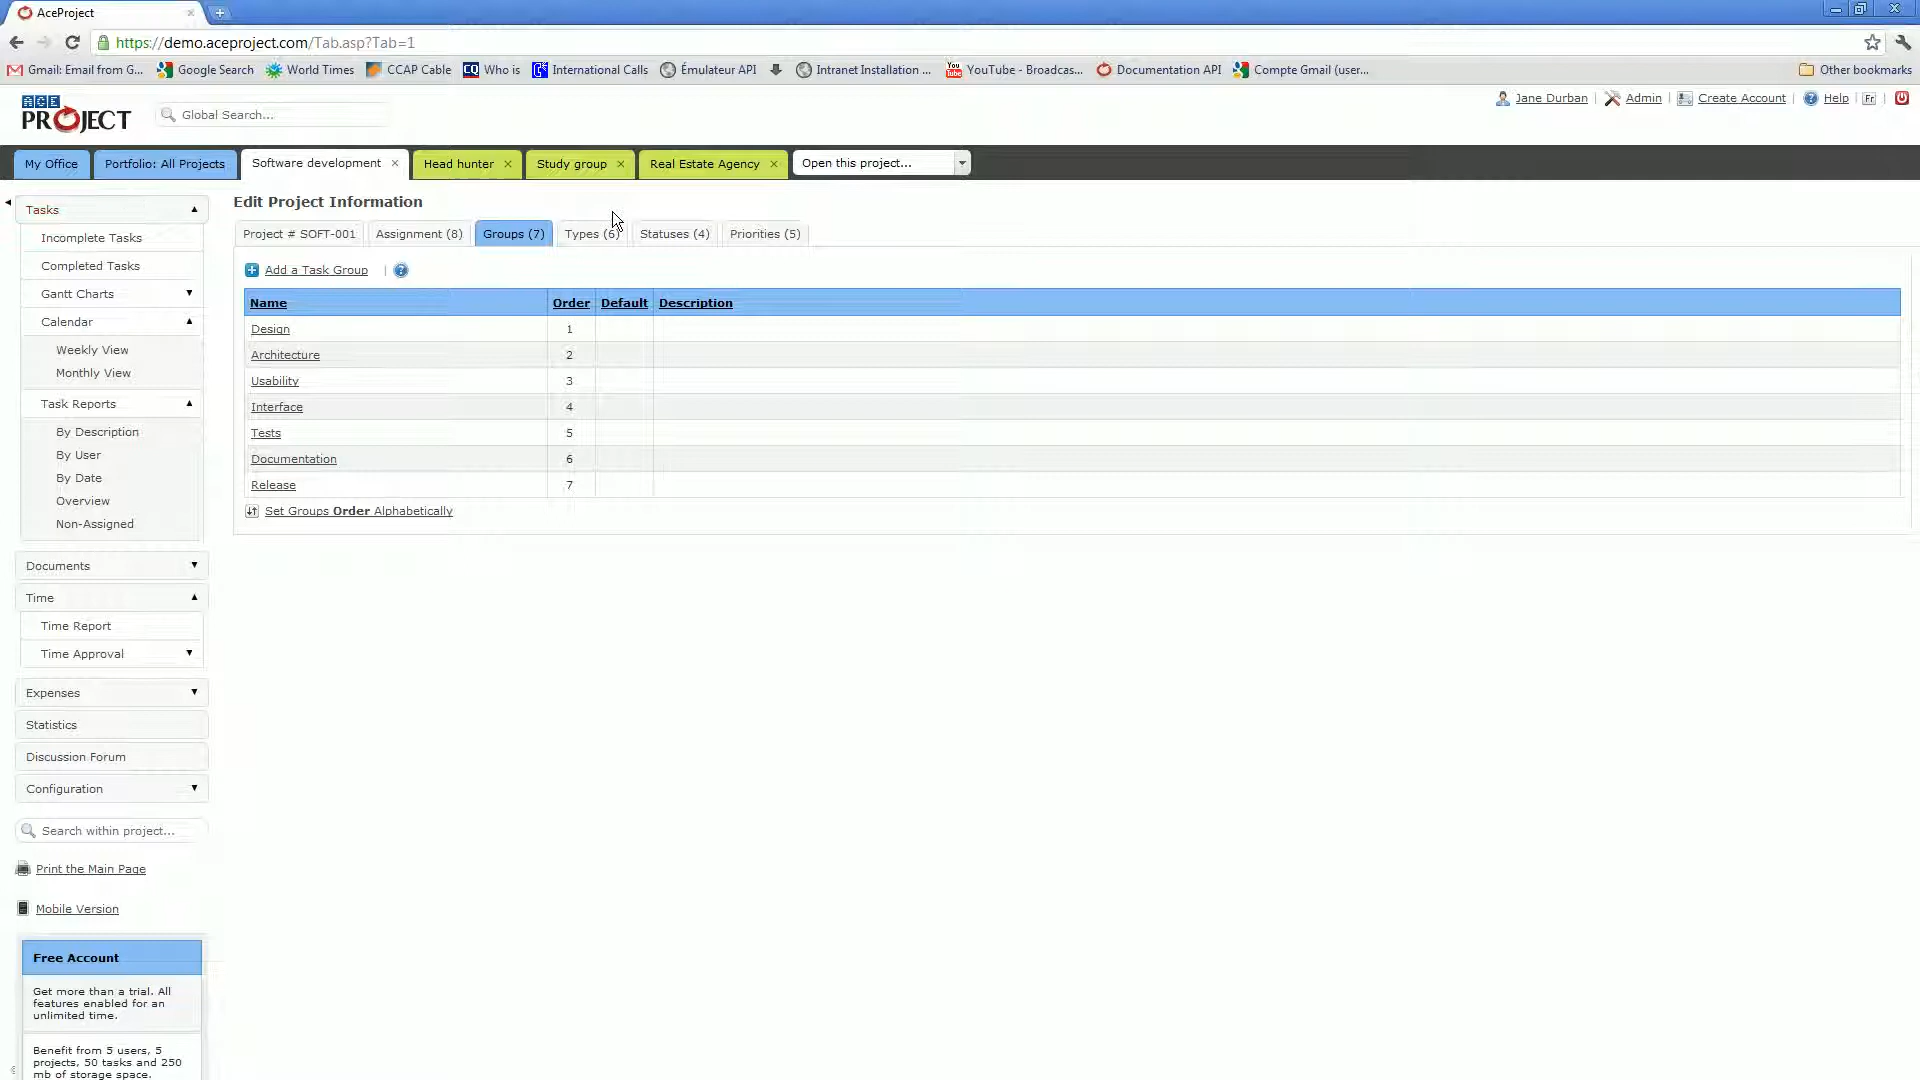 AceProject
https://demo.aceproject.com/Tab.asp?Tab=1
Gmail: Email from G... Google Search World Times CCAP Cable Who is International Calls Émulateur API Intranet Installation ... YouTube - Broadcas... Documentation API Compte Gmail (user... Other bookmarks
ACE PROJECT Global Search... Jane Durban | Admin | Create Account | Help | Fr |
My Office Portfolio: All Projects Software development Head hunter Study group Real Estate Agency Open this project...
Edit Project Information
Project # SOFT-001 Assignment (8) Groups (7) Types (6) Statuses (4) Priorities (5)
Add a Task Group | ?
Name Order Default Description
Design 1
Architecture 2
Usability 3
Interface 4
Tests 5
Documentation 6
Release 7
Set Groups Order Alphabetically
Tasks
Incomplete Tasks
Completed Tasks
Gantt Charts
Calendar
Weekly View
Monthly View
Task Reports
By Description
By User
By Date
Overview
Non-Assigned
Documents
Time
Time Report
Time Approval
Expenses
Statistics
Discussion Forum
Configuration
Search within project...
Print the Main Page
Mobile Version
Free Account
Get more than a trial. All
features enabled for an
unlimited time.
Benefit from 5 users, 5
projects, 50 tasks and 250
mb of storage space.